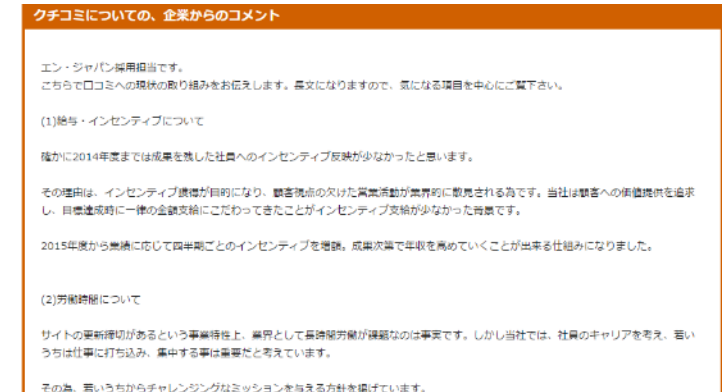 クチコミについての、企業からのコメント
エン・ジャパン採用担当です。
こちらで口コミへの現状の取り組みをお伝えします。長文になりますので、気になる項目を中心にご覧下さい。
(1)給与・インセンティブについて
確かに2014年度までは成果を残した社員へのインセンティブ反映が少なかったと思います。
その理由は、インセンティブ獲得が目的になり、顧客視点の欠けた営業活動が業界的に散見される為です。当社は顧客への価値提供を追求
し、目標達成時に一律の金額支給にこだわってきたことがインセンティブ支給が少なかった背景です。
2015年度から業績に応じて四半期ごとのインセンティブを増額。成果次第で年収を高めていくことが出来る仕組みになりました。
(2)労働時間について
サイトの更新締切があるという事業特性上、業界として長時間労働が課題なのは事実です。しかし当社では、社員のキャリアを考え、若い
うちは仕事に打ち込み、集中する事は重要だと考えています。
その為、若いうちからチャレンジングなミッションを与える方針を掲げています。